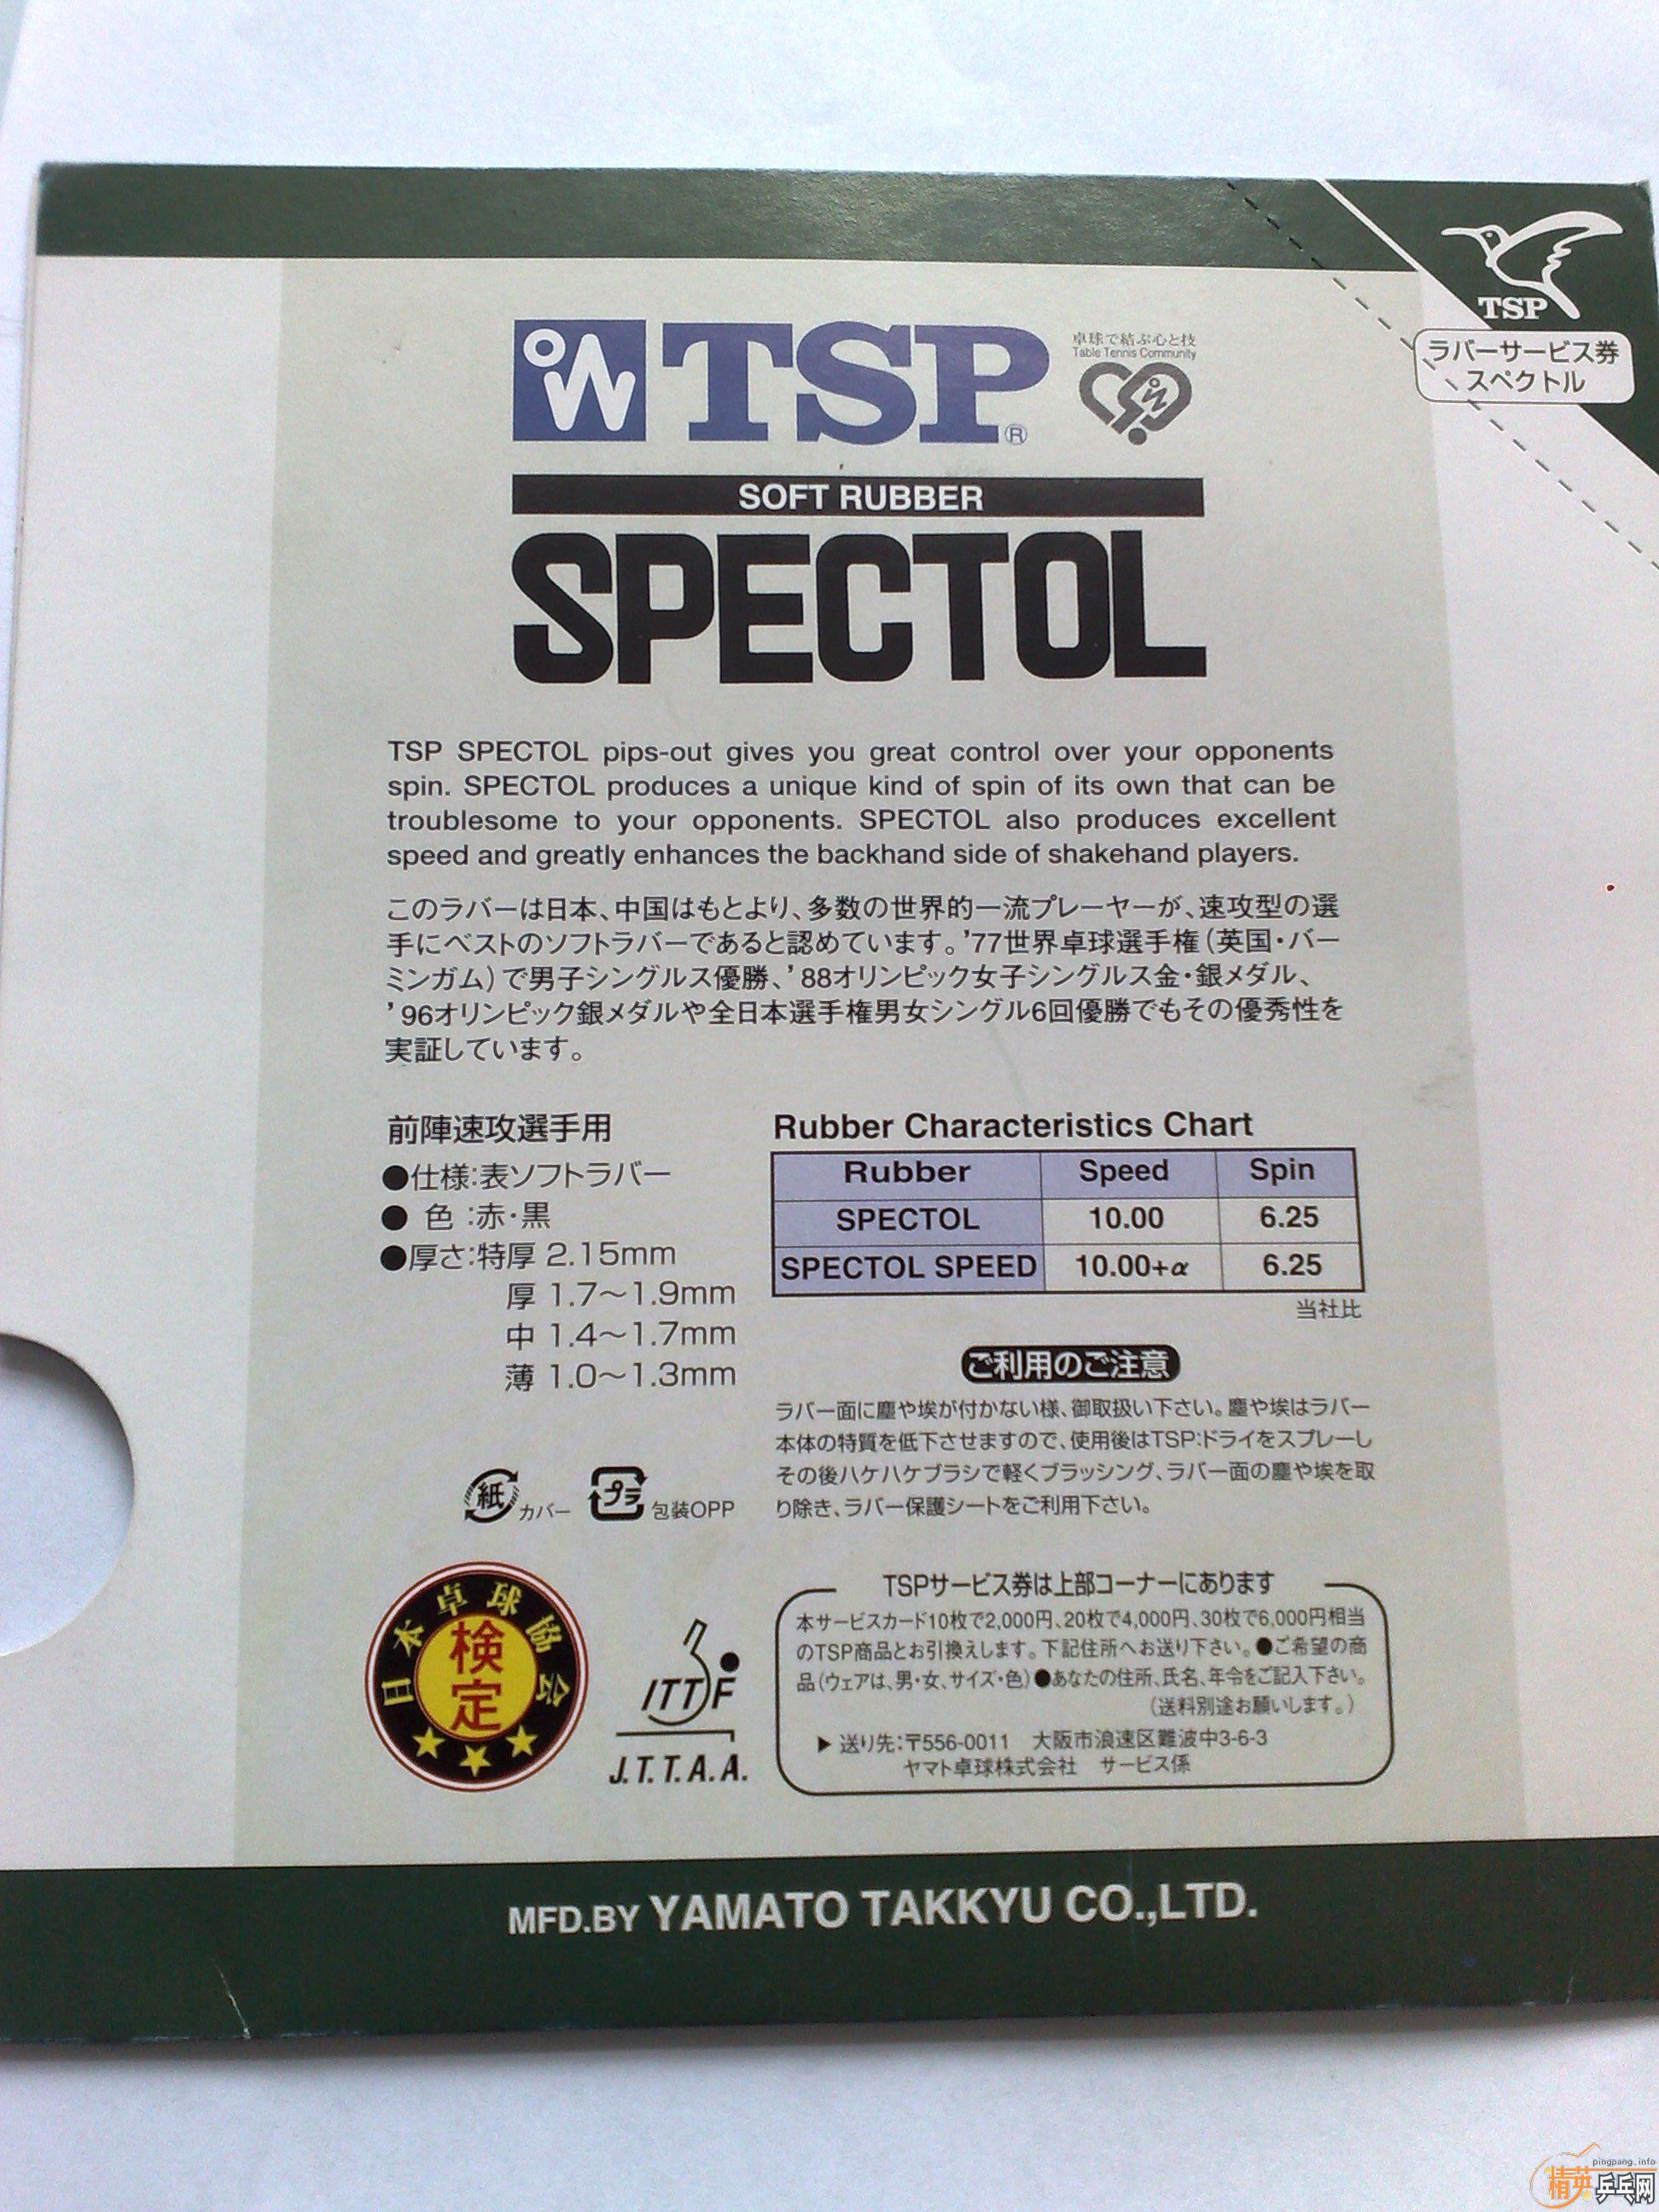 TSP
ラバーサービス券
スペクトル
TSP®
卓球で結ぶ心と技
Table Tennis Community
SOFT RUBBER
SPECTOL
TSP SPECTOL pips-out gives you great control over your opponents
spin. SPECTOL produces a unique kind of spin of its own that can be
troublesome to your opponents. SPECTOL also produces excellent
speed and greatly enhances the backhand side of shakehand players.
このラバーは日本、中国はもとより、多数の世界的一流プレーヤーが、速攻型の選
手にベストのソフトラバーであると認めています。'77世界卓球選手権(英国・バー
ミンガム)で男子シングルス優勝、'88オリンピック女子シングルス金・銀メダル、
'96オリンピック銀メダルや全日本選手権男女シングル6回優勝でもその優秀性を
実証しています。
前陣速攻選手用
●仕様:表ソフトラバー
● 色 :赤・黒
●厚さ:特厚 2.15mm
厚 1.7〜1.9mm
中 1.4〜1.7mm
薄 1.0〜1.3mm
Rubber Characteristics Chart
Rubber Speed Spin
SPECTOL 10.00 6.25
SPECTOL SPEED 10.00+α 6.25
当社比
ご利用のご注意
ラバー面に塵や埃が付かない様、御取扱い下さい。塵や埃はラバー
本体の特質を低下させますので、使用後はTSP:ドライをスプレーし
その後ハケハケブラシで軽くブラッシング、ラバー面の塵や埃を取
り除き、ラバー保護シートをご利用下さい。
紙 カバー プラ 包装OPP
日本卓球協会
検定
ITTF
J.T.T.A.A.
TSPサービス券は上部コーナーにあります
本サービスカード10枚で2,000円、20枚で4,000円、30枚で6,000円相当
のTSP商品とお引換えします。下記住所へお送り下さい。●ご希望の商
品(ウェアは、男・女、サイズ・色)●あなたの住所、氏名、年令をご記入下さい。
(送料別途お願いします。)
▶ 送り先:〒556-0011 大阪市浪速区難波中3-6-3
ヤマト卓球株式会社 サービス係
MFD.BY YAMATO TAKKYU CO.,LTD.
pingpang.info
精英乒乓网